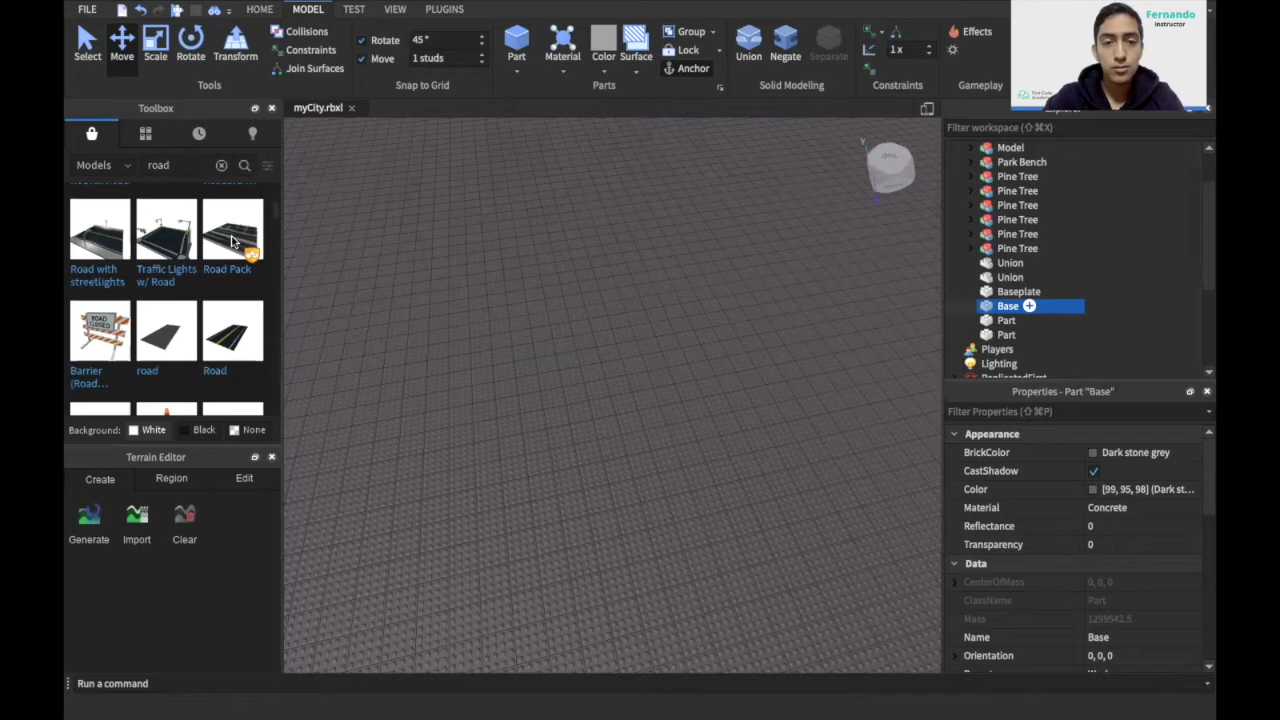 FILE HOME MODEL TEST VIEW PLUGINS
Select Move Scale Rotate Transform
Tools
Collisions
Constraints
Join Surfaces
Rotate 45°
Move 1 studs
Snap to Grid
Part Material Color Surface
Group
Lock
Anchor
Parts
Union Negate Separate
Solid Modeling
1 x
Constraints
Effects
Gameplay
Fernando
Instructor
Toolbox
Models road
Road with streetlights
Traffic Lights w/ Road
Road Pack
ROAD CLOSED
Barrier (Road...
road
Road
Background: White Black None
Terrain Editor
Create Region Edit
Generate Import Clear
myCity.rbxl
Filter workspace (⇧⌘X)
Model
Park Bench
Pine Tree
Pine Tree
Pine Tree
Pine Tree
Pine Tree
Pine Tree
Union
Union
Baseplate
Base
Part
Part
Players
Lighting
Properties - Part "Base"
Filter Properties (⇧⌘P)
Appearance
BrickColor Dark stone grey
CastShadow
Color [99, 95, 98] (Dark st...
Material Concrete
Reflectance 0
Transparency 0
Data
CenterOfMass 0, 0, 0
ClassName Part
Mass 1299542.5
Name Base
Orientation 0, 0, 0
Run a command